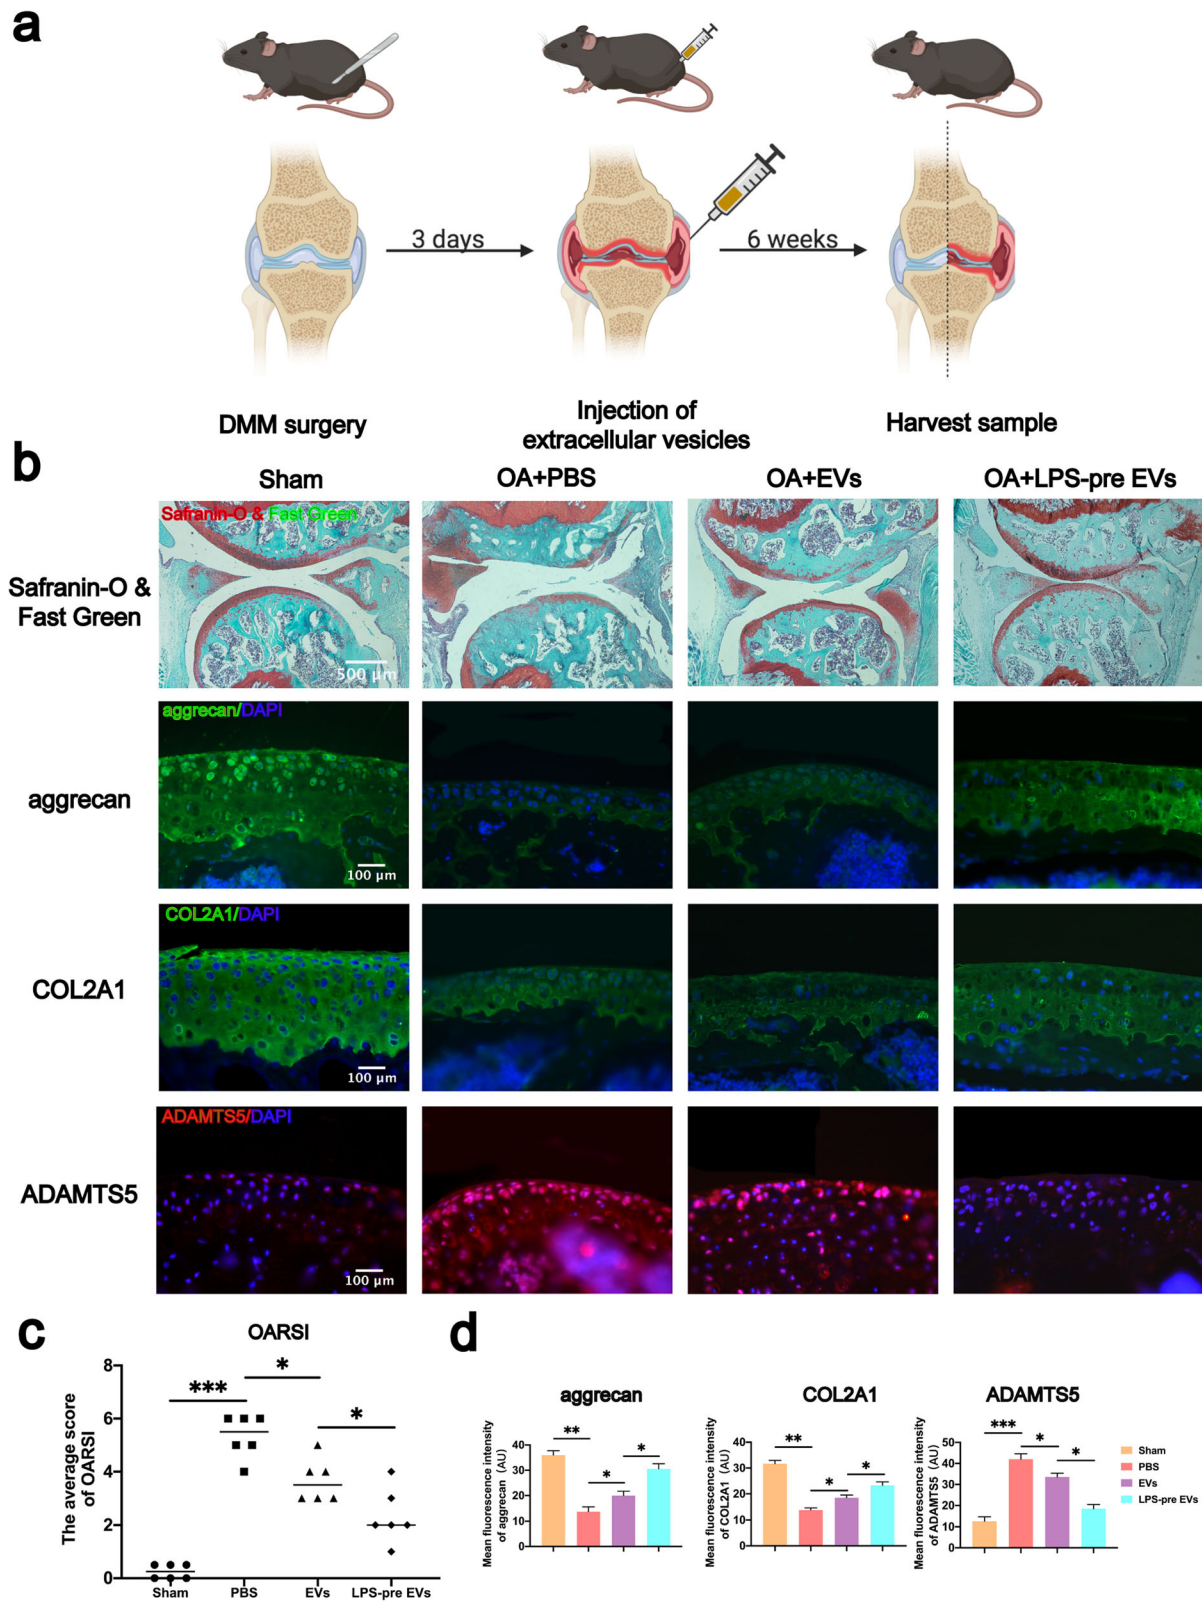 a
3 days
6 weeks
DMM surgery
Injection of
extracellular vesicles
Harvest sample
b
Sham
OA+PBS
OA+EVs
OA+LPS-pre EVs
Safranin-O &
Fast Green
Safranin-O & Fast Green
500 µm
aggrecan
aggrecan/DAPI
100 µm
COL2A1
COL2A1/DAPI
100 µm
ADAMTS5
ADAMTS5/DAPI
100 µm
c
OARSI
The average score
of OARSI
8
6
4
2
0
***
*
*
Sham
PBS
EVs
LPS-pre EVs
d
aggrecan
Mean fluorescence intensity
of aggrecan (AU)
40
30
20
10
0
**
*
*
COL2A1
Mean fluorescence intensity
of COL2A1 (AU)
40
30
20
10
0
**
*
*
ADAMTS5
Mean fluorescence intensity
of ADAMTS5 (AU)
50
40
30
20
10
0
***
*
*
Sham
PBS
EVs
LPS-pre EVs